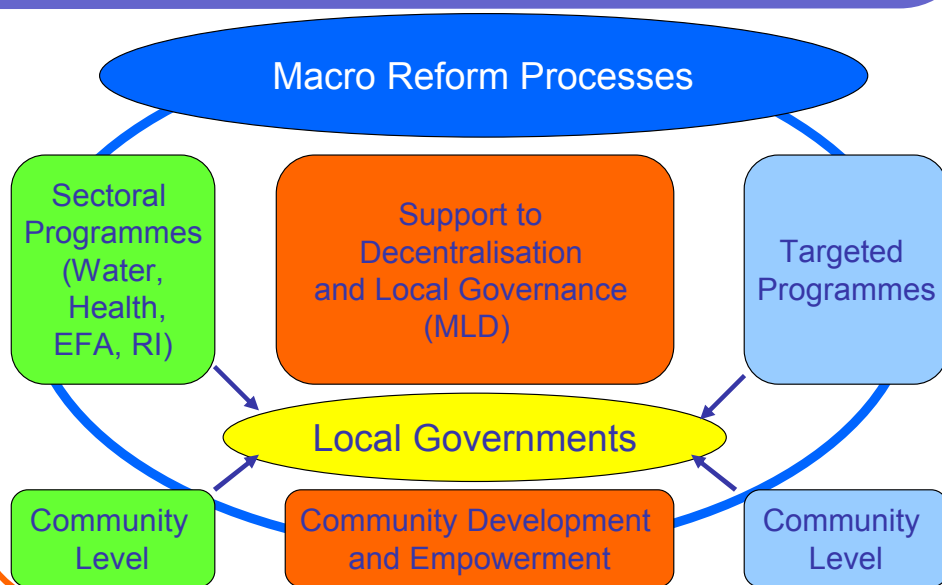 Macro Reform Processes
Sectoral
Programmes
(Water,
Health,
EFA, RI)
Support to
Decentralisation
and Local Governance
(MLD)
Targeted
Programmes
Local Governments
Community
Level
Community Development
and Empowerment
Community
Level